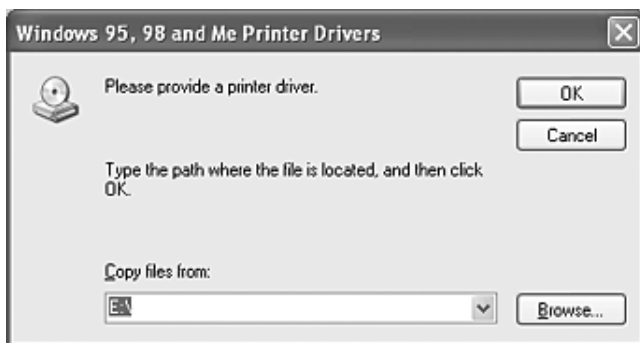 Windows 95, 98 and Me Printer Drivers
Please provide a printer driver.
OK
Cancel
Type the path where the file is located, and then click
OK.
Copy files from:
E:\
Browse...